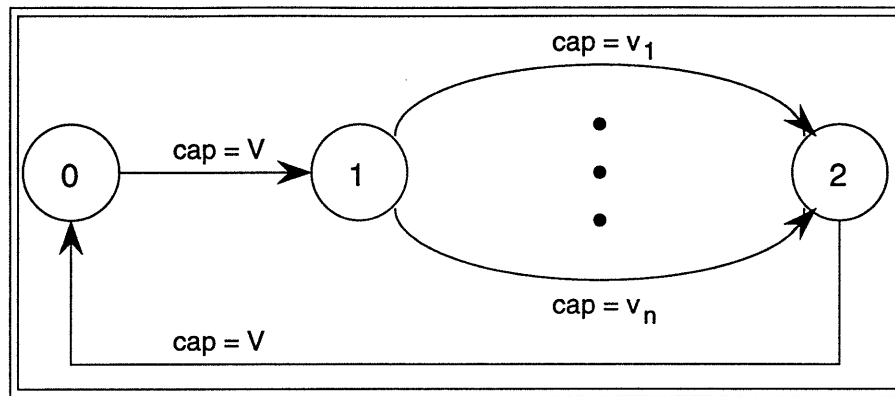 cap = v1
cap = V
0
1
2
cap = vn
cap = V